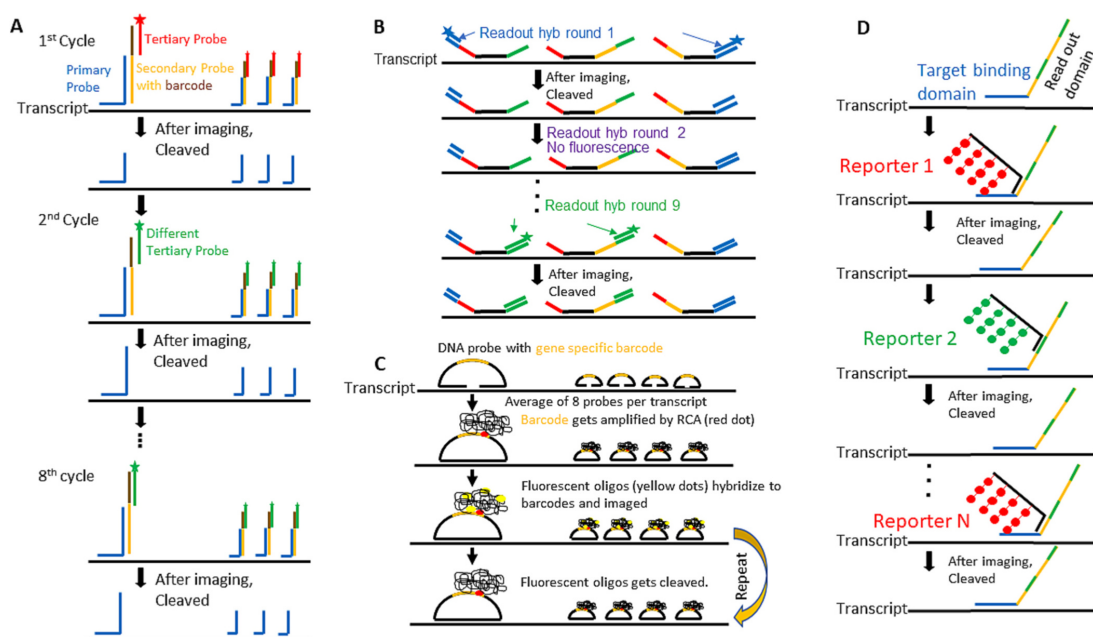 A
1st Cycle
Tertiary Probe
Primary
Probe
Secondary Probe
with barcode
Transcript
After imaging,
Cleaved
2nd Cycle
Different
Tertiary Probe
After imaging,
Cleaved
8th cycle
After imaging,
Cleaved
B
Readout hyb round 1
Transcript
After imaging,
Cleaved
Readout hyb round 2
No fluorescence
Readout hyb round 9
After imaging,
Cleaved
C
DNA probe with gene specific barcode
Transcript
Average of 8 probes per transcript
Barcode gets amplified by RCA (red dot)
Fluorescent oligos (yellow dots) hybridize to
barcodes and imaged
Fluorescent oligos gets cleaved.
Repeat
D
Target binding
domain
Read out
domain
Transcript
Reporter 1
Transcript
After imaging,
Cleaved
Transcript
Reporter 2
Transcript
After imaging,
Cleaved
Transcript
Reporter N
Transcript
After imaging,
Cleaved
Transcript